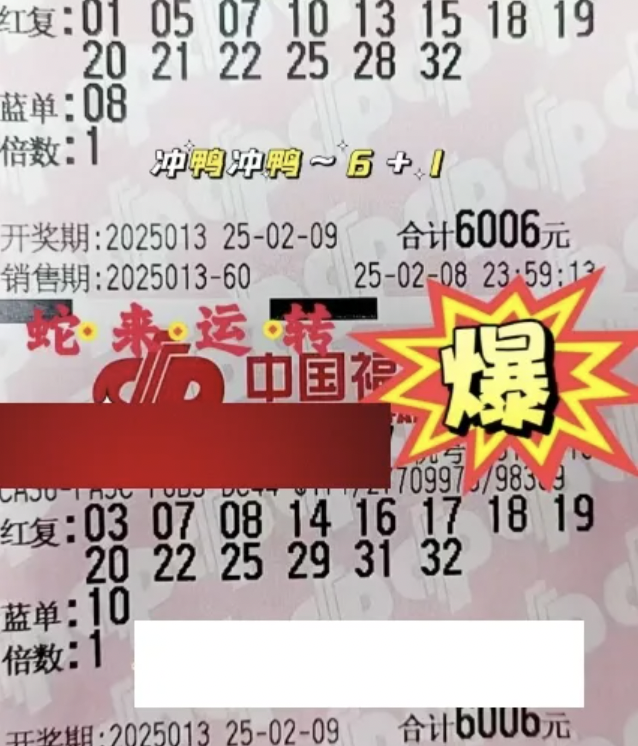 红复:01 05 07 10 13 15 18 19
20 21 22 25 28 32
蓝单:08
倍数:1
冲鸭冲鸭~6+1
开奖期:2025013 25-02-09 合计6006元
销售期:2025013-60 25-02-08 23:59:13
蛇来运转
中国福
爆
红复:03 07 08 14 16 17 18 19
20 22 25 29 31 32
蓝单:10
倍数:1
开奖期:2025013 25-02-09 合计6006元